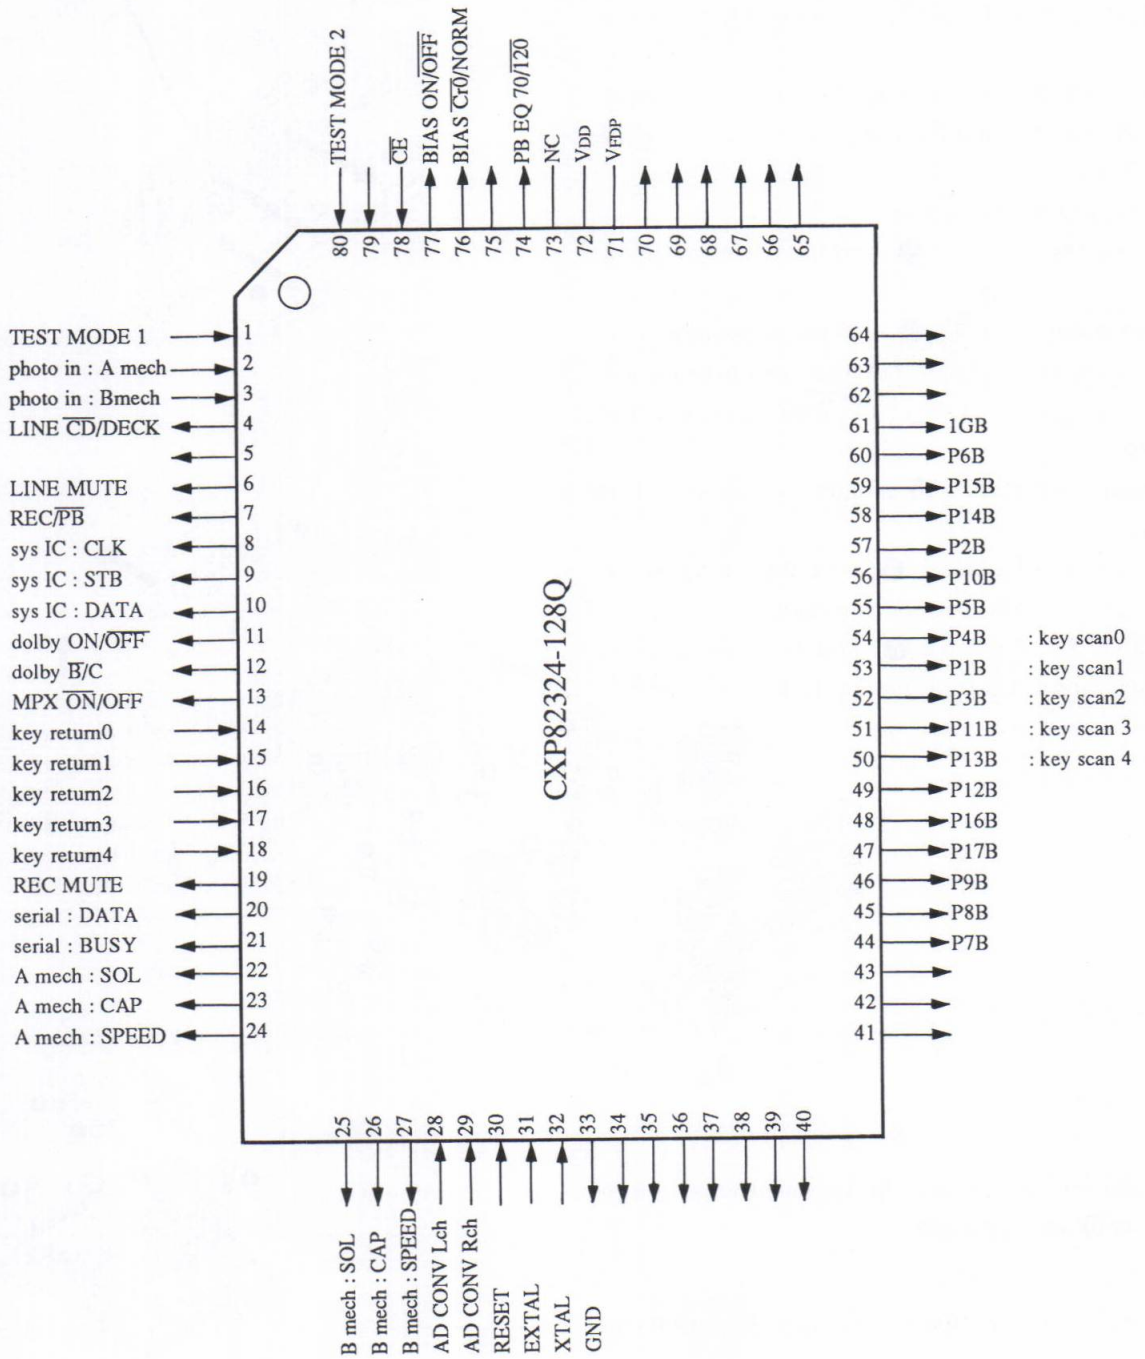 TEST MODE 2
C̅E̅
BIAS ON/O̅F̅F̅
BIAS C̅r̅0̅/NORM
PB EQ 70/1̅2̅0̅
NC
VDD
VFDP
80 79 78 77 76 75 74 73 72 71 70 69 68 67 66 65
TEST MODE 1 1
photo in : A mech 2
photo in : Bmech 3
LINE C̅D̅/DECK 4
5
LINE MUTE 6
REC/P̅B̅ 7
sys IC : CLK 8
sys IC : STB 9
sys IC : DATA 10
dolby ON/O̅F̅F̅ 11
dolby B̅/C 12
MPX O̅N̅/OFF 13
key return0 14
key return1 15
key return2 16
key return3 17
key return4 18
REC MUTE 19
serial : DATA 20
serial : BUSY 21
A mech : SOL 22
A mech : CAP 23
A mech : SPEED 24
CXP82324-128Q
64
63
62
61 1GB
60 P6B
59 P15B
58 P14B
57 P2B
56 P10B
55 P5B
54 P4B : key scan0
53 P1B : key scan1
52 P3B : key scan2
51 P11B : key scan 3
50 P13B : key scan 4
49 P12B
48 P16B
47 P17B
46 P9B
45 P8B
44 P7B
43
42
41
25 26 27 28 29 30 31 32 33 34 35 36 37 38 39 40
B mech : SOL
B mech : CAP
B mech : SPEED
AD CONV Lch
AD CONV Rch
RESET
EXTAL
XTAL
GND